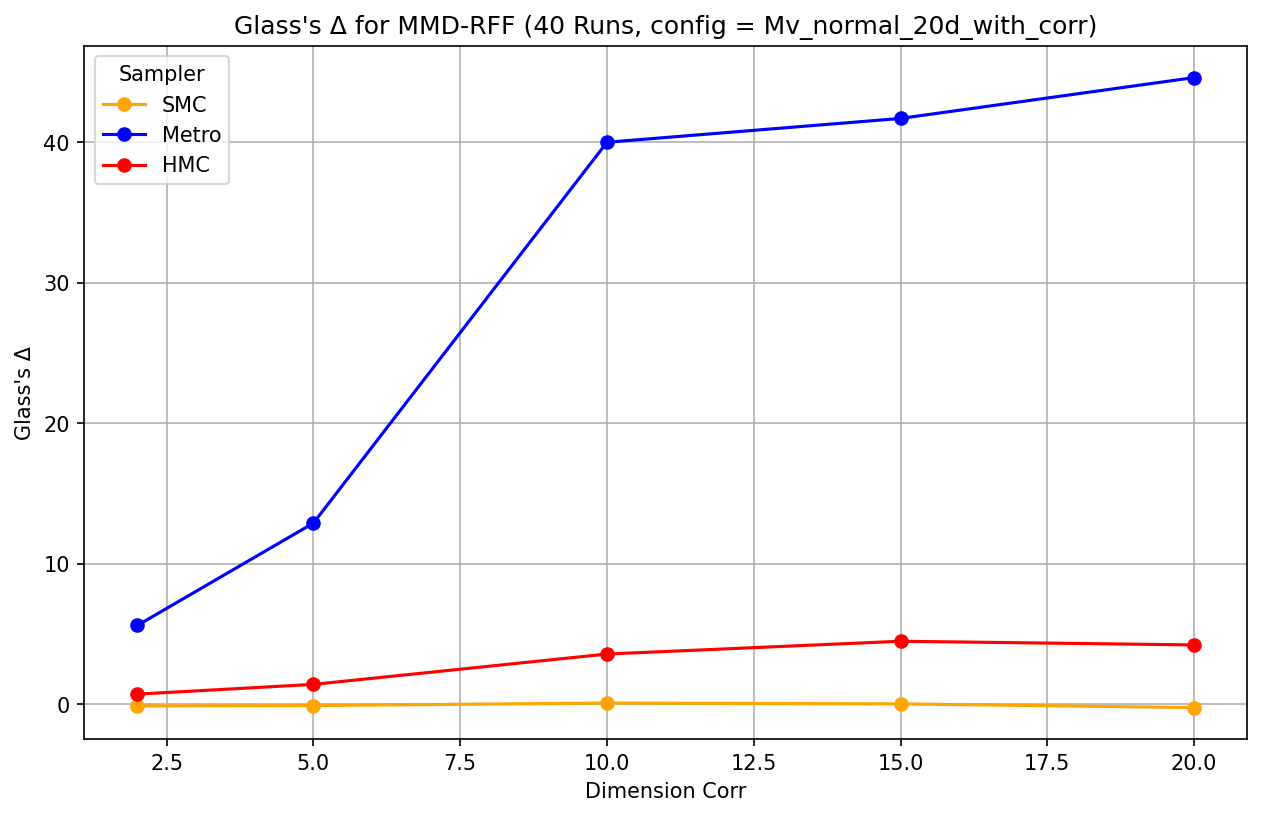 Glass's Δ for MMD-RFF (40 Runs, config = Mv_normal_20d_with_corr)
Sampler
SMC
Metro
HMC
Glass's Δ
40
30
20
10
0
2.5 5.0 7.5 10.0 12.5 15.0 17.5 20.0
Dimension Corr